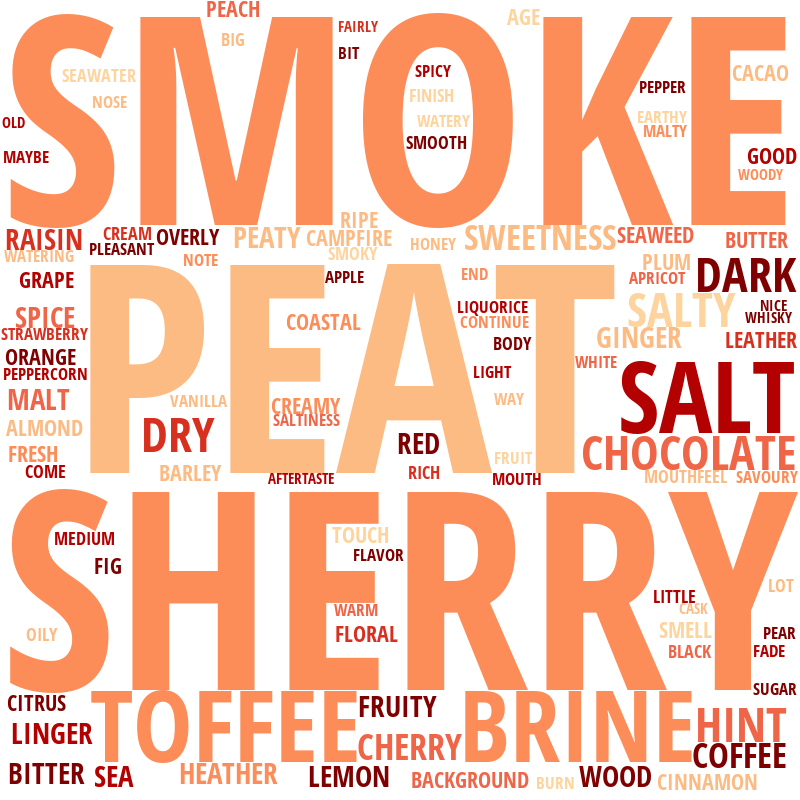 SMOKE
PEACH
FAIRLY
AGE
BIG
BIT
SEAWATER
SPICY
CACAO
NOSE
FINISH
PEPPER
OLD
WATERY
EARTHY
MALTY
SMOOTH
MAYBE
GOOD
WOODY
RAISIN
CREAM
OVERLY
PEATY
RIPE
CAMPFIRE
HONEY
SWEETNESS
SEAWEED
BUTTER
PLEASANT
WATERING
NOTE
SMOKY
PLUM
DARK
GRAPE
APPLE
END
APRICOT
PEAT
SPICE
COASTAL
LIQUORICE
CONTINUE
SALTY
NICE
WHISKY
STRAWBERRY
GINGER
LEATHER
ORANGE
BODY
PEPPERCORN
LIGHT
WHITE
SALT
MALT
VANILLA
CREAMY
WAY
ALMOND
DRY
SALTINESS
RED
CHOCOLATE
FRESH
FRUIT
COME
BARLEY
AFTERTASTE
RICH
MOUTH
MOUTHFEEL
SAVOURY
SHERRY
MEDIUM
TOUCH
FLAVOR
FIG
LOT
LITTLE
WARM
CASK
OILY
FLORAL
SMELL
PEAR
BLACK
FADE
SUGAR
CITRUS
TOFFEE
FRUITY
BRINE
HINT
LINGER
CHERRY
COFFEE
BITTER
SEA
HEATHER
LEMON
BACKGROUND
BURN
WOOD
CINNAMON